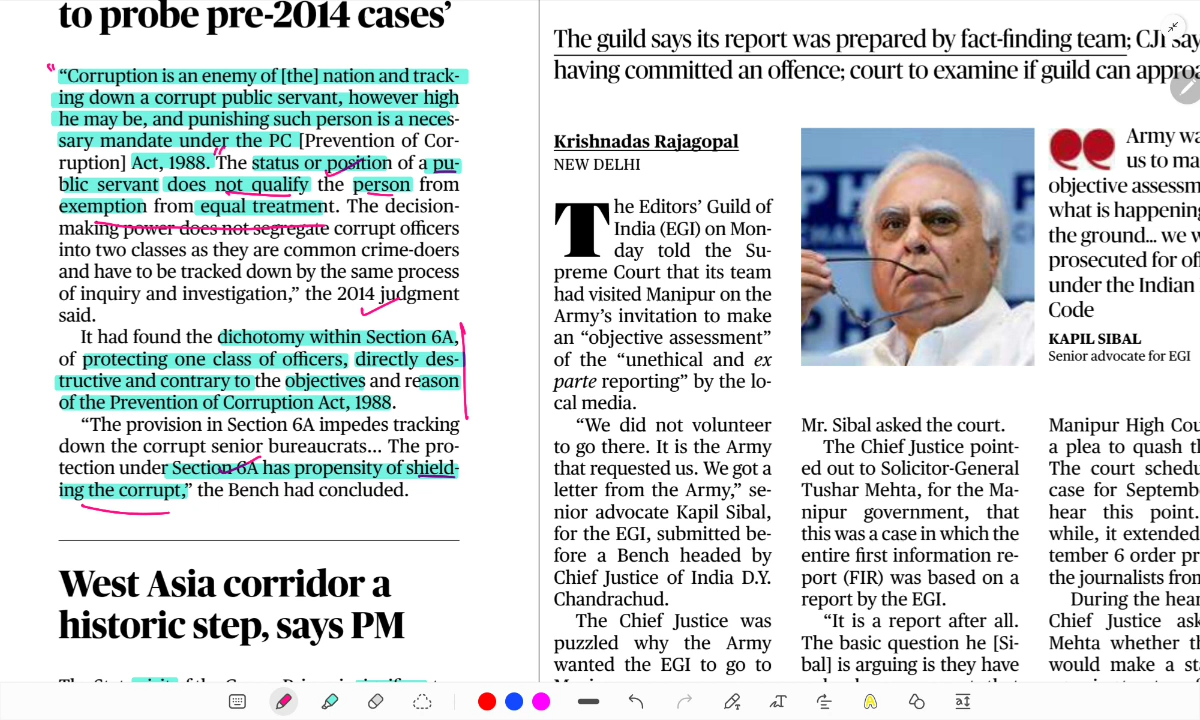 to probe pre-2014 cases’
“Corruption is an enemy of [the] nation and track-
ing down a corrupt public servant, however high
he may be, and punishing such person is a neces-
sary mandate under the PC [Prevention of Cor-
ruption] Act, 1988. The status or position of a pu-
blic servant does not qualify the person from
exemption from equal treatment. The decision-
making power does not segregate corrupt officers
into two classes as they are common crime-doers
and have to be tracked down by the same process
of inquiry and investigation,” the 2014 judgment
said.
It had found the dichotomy within Section 6A,
of protecting one class of officers, directly des-
tructive and contrary to the objectives and reason
of the Prevention of Corruption Act, 1988.
“The provision in Section 6A impedes tracking
down the corrupt senior bureaucrats... The pro-
tection under Section 6A has propensity of shield-
ing the corrupt,” the Bench had concluded.
West Asia corridor a
historic step, says PM
The guild says its report was prepared by fact-finding team; CJI say
having committed an offence; court to examine if guild can approa
Krishnadas Rajagopal
NEW DELHI
The Editors’ Guild of
India (EGI) on Mon-
day told the Su-
preme Court that its team
had visited Manipur on the
Army’s invitation to make
an “objective assessment”
of the “unethical and ex
parte reporting” by the lo-
cal media.
“We did not volunteer
to go there. It is the Army
that requested us. We got a
letter from the Army,” se-
nior advocate Kapil Sibal,
for the EGI, submitted be-
fore a Bench headed by
Chief Justice of India D.Y.
Chandrachud.
The Chief Justice was
puzzled why the Army
wanted the EGI to go to
Mr. Sibal asked the court.
The Chief Justice point-
ed out to Solicitor-General
Tushar Mehta, for the Ma-
nipur government, that
this was a case in which the
entire first information re-
port (FIR) was based on a
report by the EGI.
“It is a report after all.
The basic question he [Si-
bal] is arguing is they have
Army wa
us to ma
objective assessm
what is happening
the ground... we w
prosecuted for of
under the Indian
Code
KAPIL SIBAL
Senior advocate for EGI
Manipur High Cou
a plea to quash th
The court schedu
case for Septemb
hear this point.
while, it extended
tember 6 order pr
the journalists from
During the hear
Chief Justice ask
Mehta whether th
would make a sta